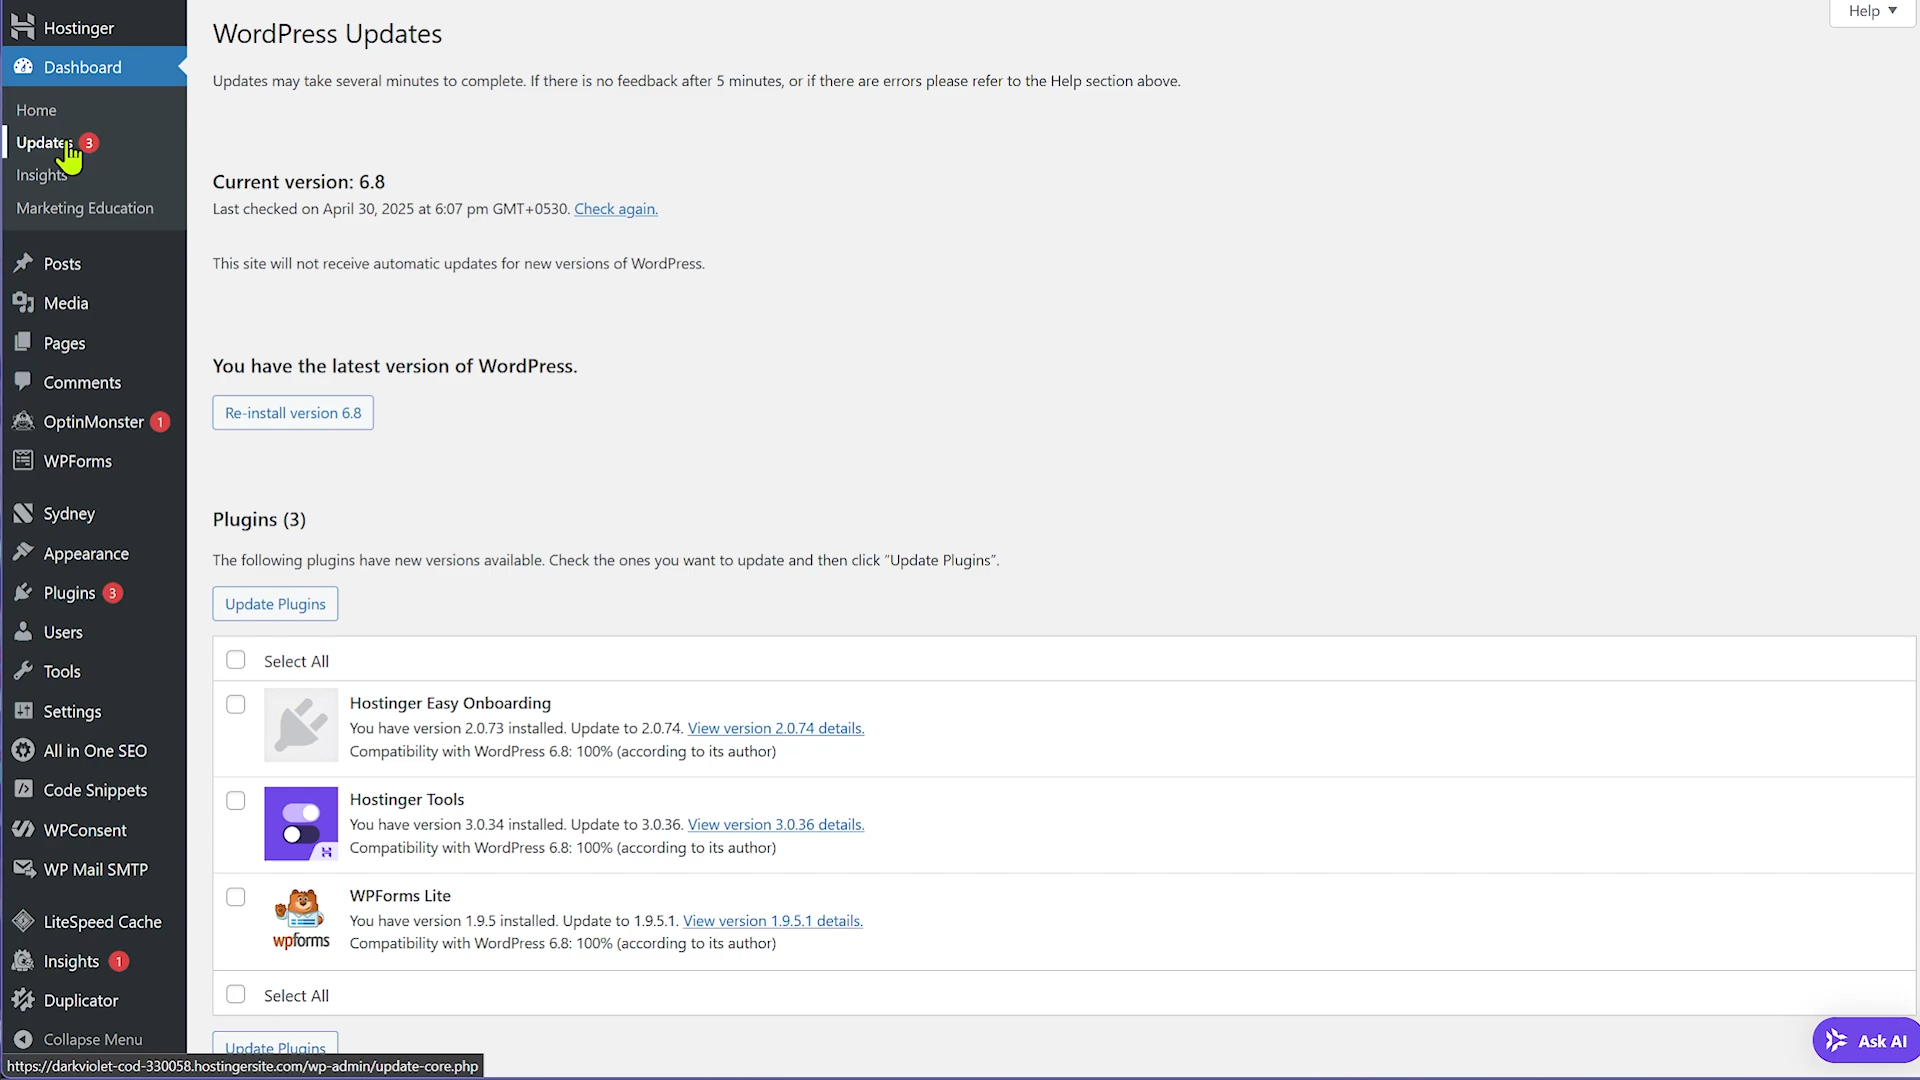 Hostinger
Dashboard
Home
Updates 3
Insights
Marketing Education
Posts
Media
Pages
Comments
OptinMonster 1
WPForms
Sydney
Appearance
Plugins 3
Users
Tools
Settings
All in One SEO
Code Snippets
WPConsent
WP Mail SMTP
LiteSpeed Cache
Insights 1
Duplicator
Collapse Menu
https://darkviolet-cod-330058.hostingersite.com/wp-admin/update-core.php
Help
WordPress Updates
Updates may take several minutes to complete. If there is no feedback after 5 minutes, or if there are errors please refer to the Help section above.
Current version: 6.8
Last checked on April 30, 2025 at 6:07 pm GMT+0530. Check again.
This site will not receive automatic updates for new versions of WordPress.
You have the latest version of WordPress.
Re-install version 6.8
Plugins (3)
The following plugins have new versions available. Check the ones you want to update and then click “Update Plugins”.
Update Plugins
Select All
Hostinger Easy Onboarding
You have version 2.0.73 installed. Update to 2.0.74. View version 2.0.74 details.
Compatibility with WordPress 6.8: 100% (according to its author)
Hostinger Tools
You have version 3.0.34 installed. Update to 3.0.36. View version 3.0.36 details.
Compatibility with WordPress 6.8: 100% (according to its author)
wpforms
WPForms Lite
You have version 1.9.5 installed. Update to 1.9.5.1. View version 1.9.5.1 details.
Compatibility with WordPress 6.8: 100% (according to its author)
Select All
Update Plugins
Ask AI